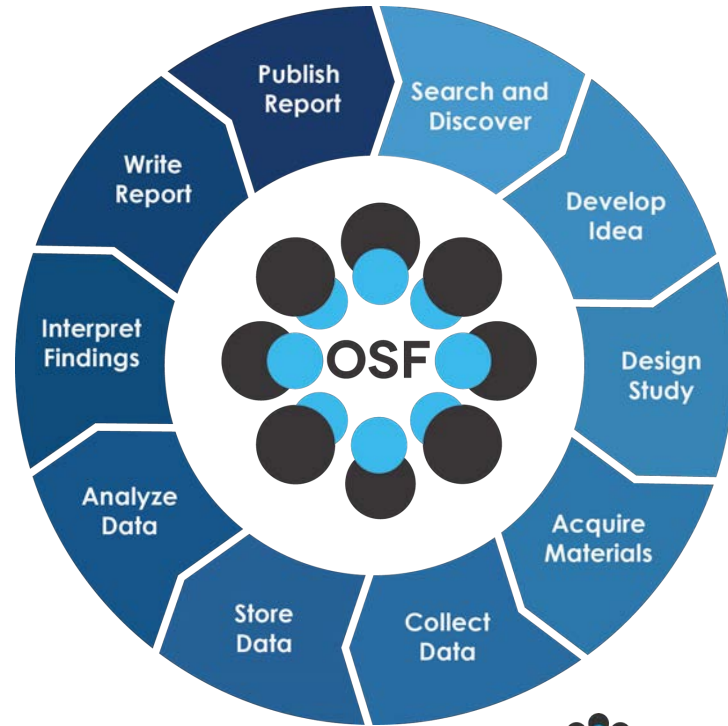 Publish
Report
Search and
Discover
Develop
Idea
Design
Study
Acquire
Materials
Collect
Data
Store
Data
Analyze
Data
Interpret
Findings
Write
Report
OSF